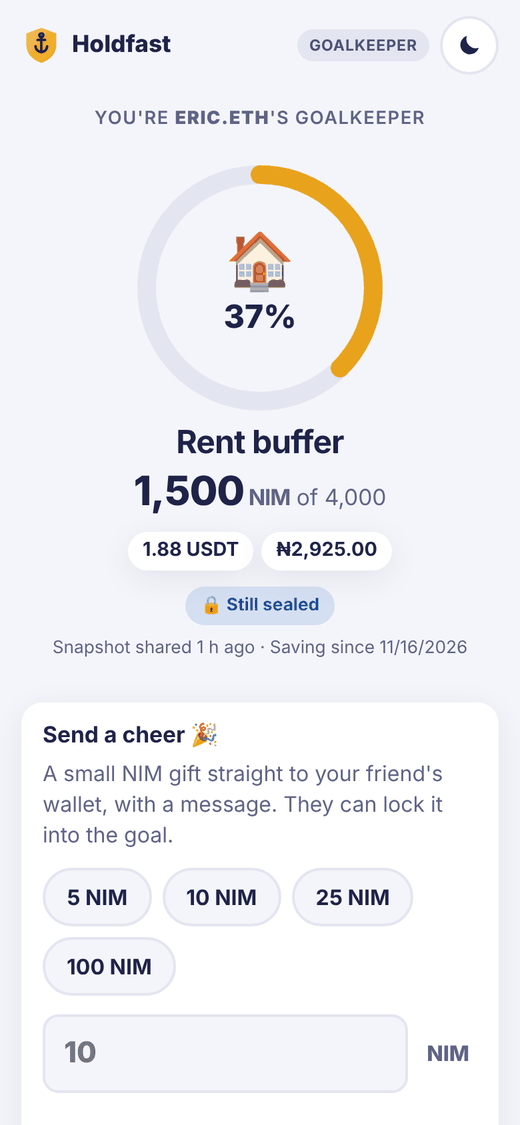 Holdfast
GOALKEEPER
YOU'RE ERIC.ETH'S GOALKEEPER
37%
Rent buffer
1,500 NIM of 4,000
1.88 USDT
₦2,925.00
🔒 Still sealed
Snapshot shared 1 h ago · Saving since 11/16/2026
Send a cheer 🎉
A small NIM gift straight to your friend's
wallet, with a message. They can lock it
into the goal.
5 NIM
10 NIM
25 NIM
100 NIM
10
NIM